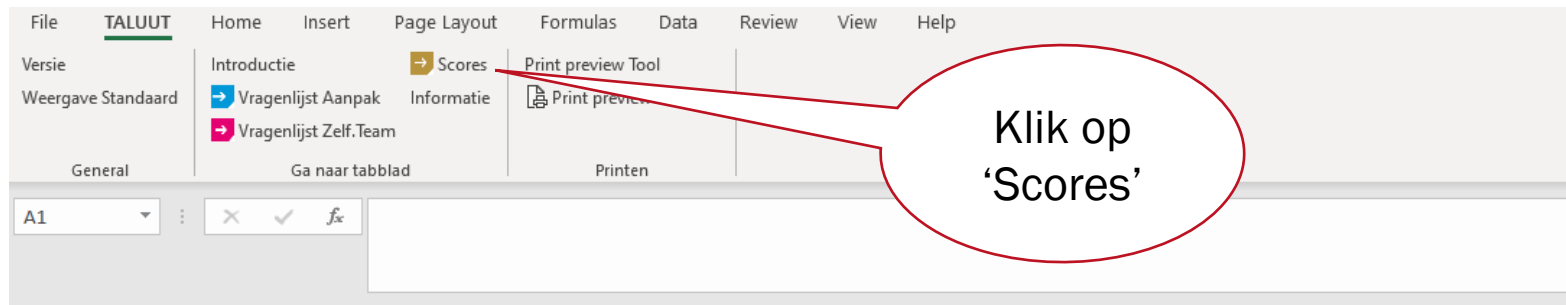 File TALUUT Home Insert Page Layout Formulas Data Review View Help
Versie
Weergave Standaard
General
Introductie
Vragenlijst Aanpak
Vragenlijst Zelf.Team
Scores
Informatie
Ga naar tabblad
Print preview Tool
Print preview
Printen
Klik op
‘Scores’
A1 fx